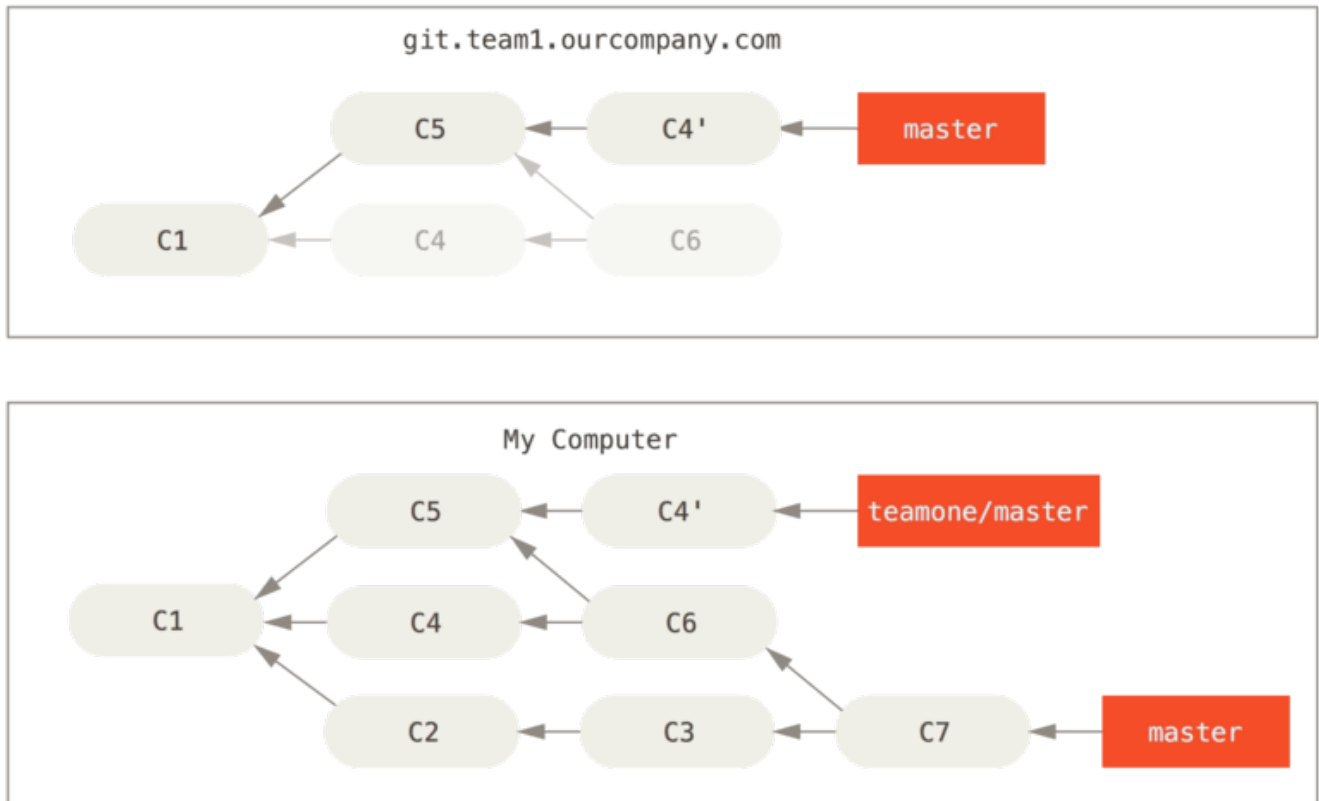 git.team1.ourcompany.com
C5 C4' master
C1 C4 C6
My Computer
C5 C4' teamone/master
C1 C4 C6
C2 C3 C7 master